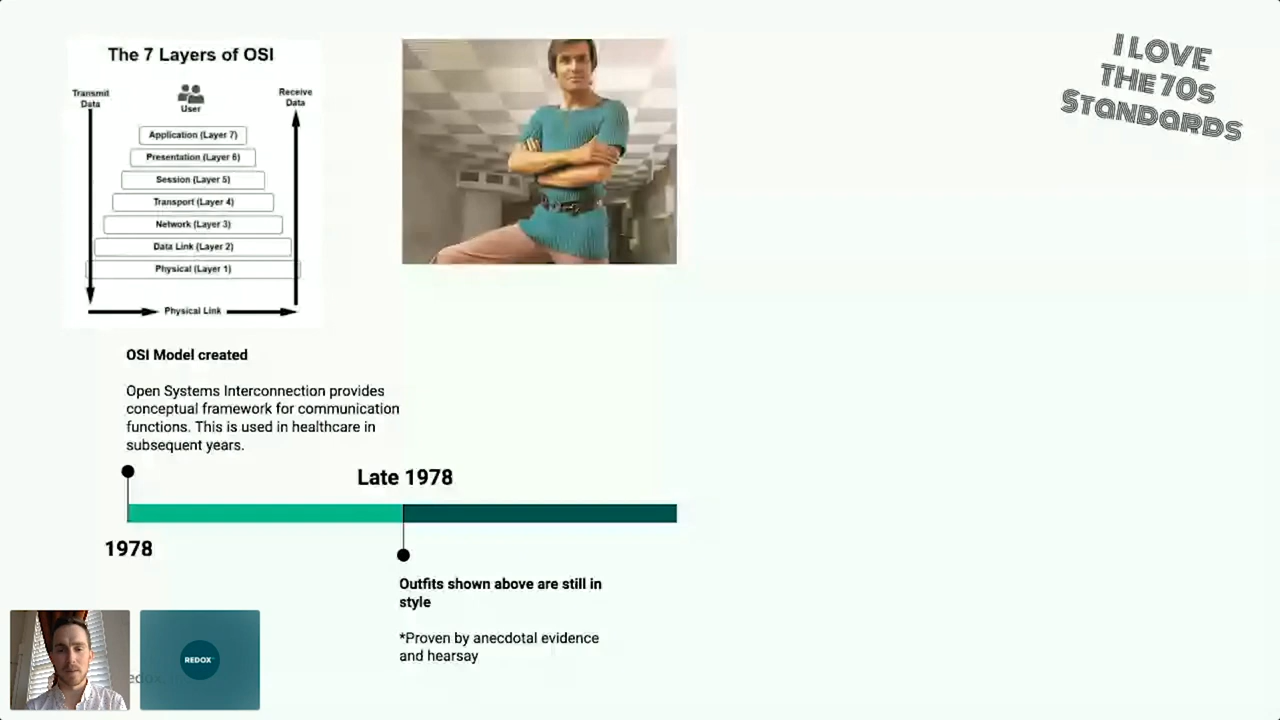 The 7 Layers of OSI
Transmit
Data
User
Receive
Data
Application (Layer 7)
Presentation (Layer 6)
Session (Layer 5)
Transport (Layer 4)
Network (Layer 3)
Data Link (Layer 2)
Physical (Layer 1)
Physical Link
I LOVE
THE 70S
STANDARDS
OSI Model created
Open Systems Interconnection provides
conceptual framework for communication
functions. This is used in healthcare in
subsequent years.
Late 1978
1978
Outfits shown above are still in
style
*Proven by anecdotal evidence
and hearsay
REDOX